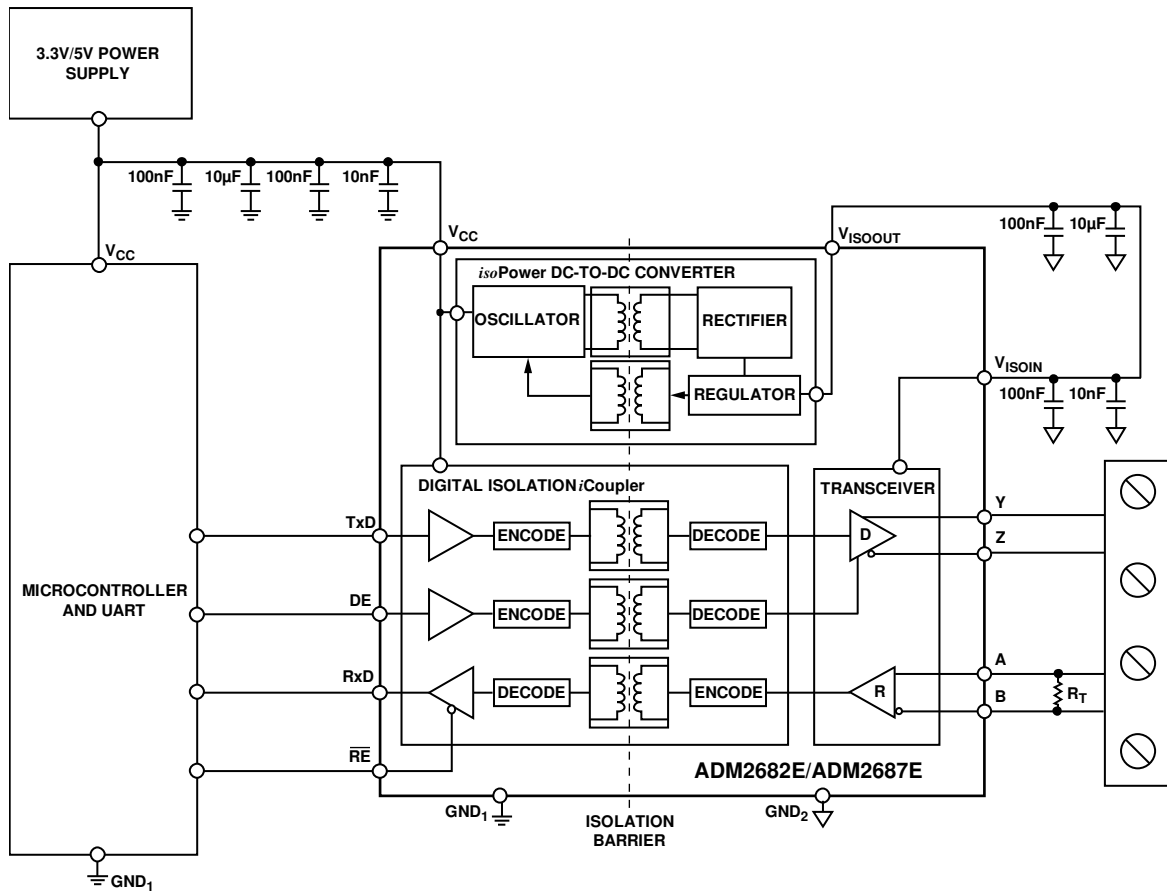 3.3V/5V POWER
SUPPLY
100nF
10µF
100nF
10nF
VCC
VCC
VISOOUT
100nF
10µF
isoPower DC-TO-DC CONVERTER
OSCILLATOR
RECTIFIER
REGULATOR
VISOIN
100nF
10nF
DIGITAL ISOLATION iCoupler
TRANSCEIVER
TxD
ENCODE
DECODE
D
Y
Z
MICROCONTROLLER
AND UART
DE
ENCODE
DECODE
RxD
DECODE
ENCODE
R
A
B
RT
RE
ADM2682E/ADM2687E
GND1
ISOLATION
BARRIER
GND2
GND1